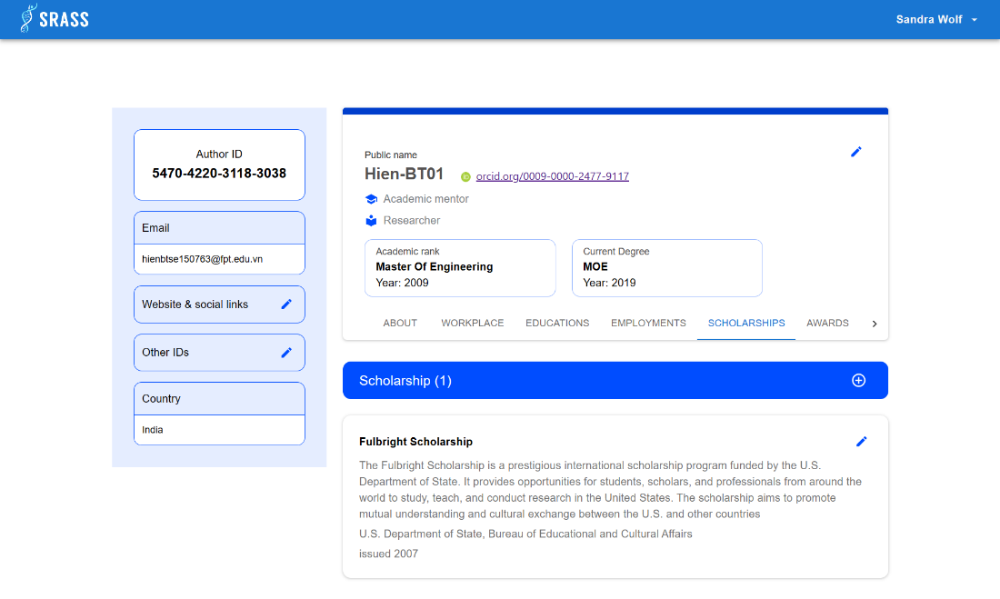 SRASS
Sandra Wolf
Author ID
5470-4220-3118-3038
Email
hienbtse150763@fpt.edu.vn
Website & social links
Other IDs
Country
India
Public name
Hien-BT01
iD
orcid.org/0009-0000-2477-9117
Academic mentor
Researcher
Academic rank
Master Of Engineering
Year: 2009
Current Degree
MOE
Year: 2019
ABOUT WORKPLACE EDUCATIONS EMPLOYMENTS SCHOLARSHIPS AWARDS
Scholarship (1)
Fulbright Scholarship
The Fulbright Scholarship is a prestigious international scholarship program funded by the U.S.
Department of State. It provides opportunities for students, scholars, and professionals from around the
world to study, teach, and conduct research in the United States. The scholarship aims to promote
mutual understanding and cultural exchange between the U.S. and other countries
U.S. Department of State, Bureau of Educational and Cultural Affairs
issued 2007